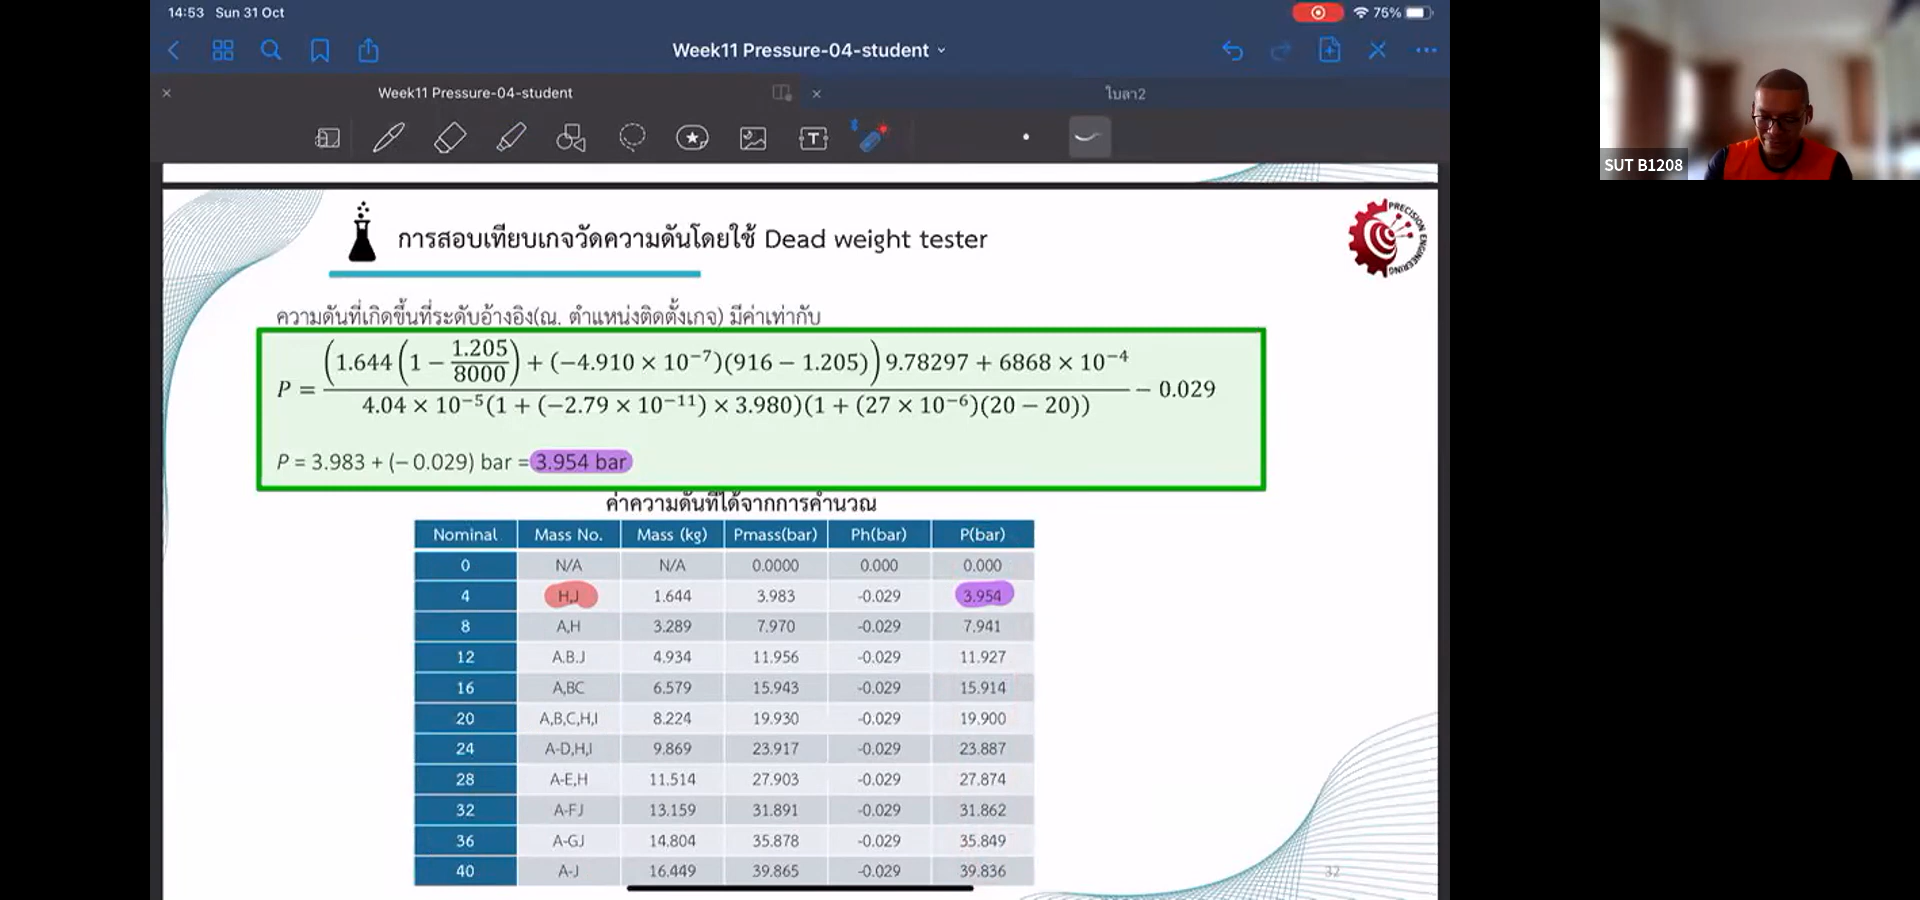 14:53 Sun 31 Oct
75%
Week11 Pressure-04-student
Week11 Pressure-04-student
ใบลา2
SUT B1208
PRECISION ENGINEERING
การสอบเทียบเกจวัดความดันโดยใช้ Dead weight tester
ความดันที่เกิดขึ้นที่ระดับอ้างอิง(ณ. ตำแหน่งติดตั้งเกจ) มีค่าเท่ากับ
P = ((1.644(1 − 1.205/8000) + (−4.910 × 10⁻⁷)(916 − 1.205)) 9.78297 + 6868 × 10⁻⁴) / (4.04 × 10⁻⁵(1 + (−2.79 × 10⁻¹¹) × 3.980)(1 + (27 × 10⁻⁶)(20 − 20))) − 0.029
P = 3.983 + (− 0.029) bar = 3.954 bar
ค่าความดันที่ได้จากการคำนวณ
Nominal Mass No. Mass (kg) Pmass(bar) Ph(bar) P(bar)
0 N/A N/A 0.0000 0.000 0.000
4 H,J 1.644 3.983 -0.029 3.954
8 A,H 3.289 7.970 -0.029 7.941
12 A.B.J 4.934 11.956 -0.029 11.927
16 A,BC 6.579 15.943 -0.029 15.914
20 A,B,C,H,I 8.224 19.930 -0.029 19.900
24 A-D,H,I 9.869 23.917 -0.029 23.887
28 A-E,H 11.514 27.903 -0.029 27.874
32 A-FJ 13.159 31.891 -0.029 31.862
36 A-GJ 14.804 35.878 -0.029 35.849
40 A-J 16.449 39.865 -0.029 39.836
32